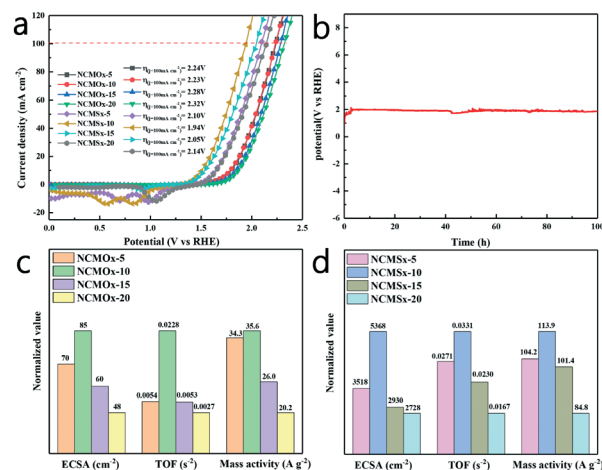 a
120
100
80
60
40
20
0
-20
0.0
0.5
1.0
1.5
2.0
2.5
Current density (mA cm-2)
Potential (V vs RHE)
NCMOx-5
NCMOx-10
NCMOx-15
NCMOx-20
NCMSx-5
NCMSx-10
NCMSx-15
NCMSx-20
η(j=100mA cm-2)= 2.24V
η(j=100mA cm-2)= 2.23V
η(j=100mA cm-2)= 2.28V
η(j=100mA cm-2)= 2.32V
η(j=100mA cm-2)= 2.10V
η(j=100mA cm-2)= 1.94V
η(j=100mA cm-2)= 2.05V
η(j=100mA cm-2)= 2.14V
b
8
6
4
2
0
-2
-4
-6
0
20
40
60
80
100
potential(V vs RHE)
Time (h)
c
NCMOx-5
NCMOx-10
NCMOx-15
NCMOx-20
Normalized value
70
85
60
48
0.0054
0.0228
0.0053
0.0027
34.3
35.6
26.0
20.2
ECSA (cm-2)
TOF (s-2)
Mass activity (A g-2)
d
NCMSx-5
NCMSx-10
NCMSx-15
NCMSx-20
Normalized value
3518
5368
2930
2728
0.0271
0.0331
0.0230
0.0167
104.2
113.9
101.4
84.8
ECSA (cm-2)
TOF (s-2)
Mass activity (A g-2)